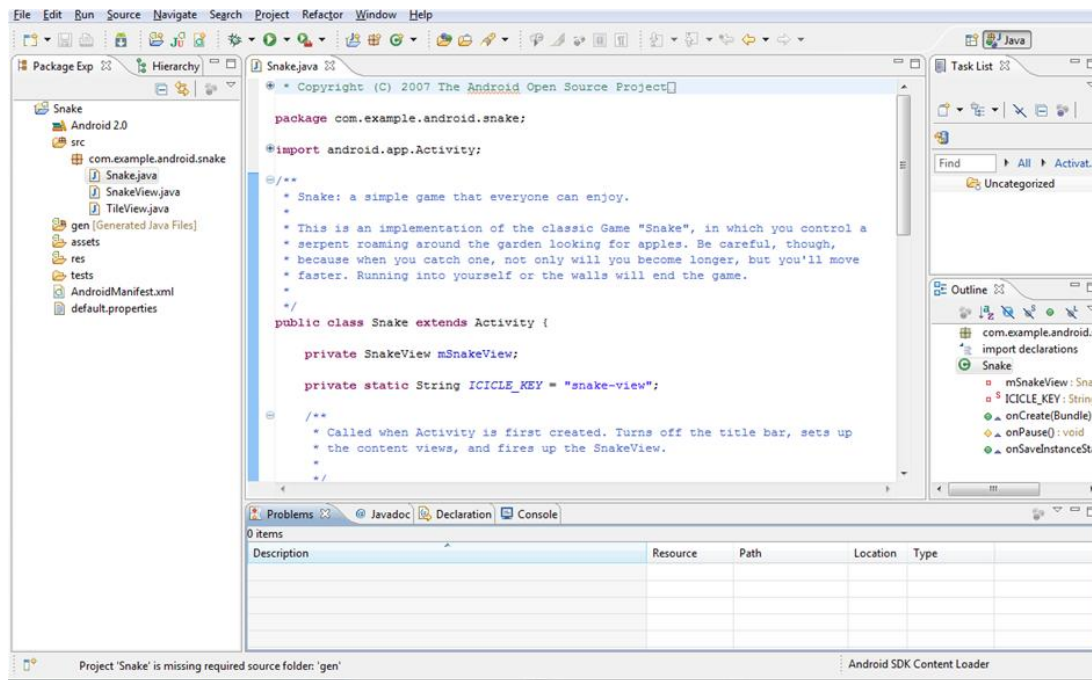 File Edit Run Source Navigate Search Project Refactor Window Help
Java
Package Exp
Hierarchy
Snake
Android 2.0
src
com.example.android.snake
Snake.java
SnakeView.java
TileView.java
gen [Generated Java Files]
assets
res
tests
AndroidManifest.xml
default.properties
Snake.java
* Copyright (C) 2007 The Android Open Source Project
package com.example.android.snake;
import android.app.Activity;
/**
* Snake: a simple game that everyone can enjoy.
*
* This is an implementation of the classic Game "Snake", in which you control a
* serpent roaming around the garden looking for apples. Be careful, though,
* because when you catch one, not only will you become longer, but you'll move
* faster. Running into yourself or the walls will end the game.
*
*/
public class Snake extends Activity {
private SnakeView mSnakeView;
private static String ICICLE_KEY = "snake-view";
/**
* Called when Activity is first created. Turns off the title bar, sets up
* the content views, and fires up the SnakeView.
*
*/
Task List
Find All Activat.
Uncategorized
Outline
com.example.android.
import declarations
Snake
mSnakeView : Sna
S ICICLE_KEY : String
onCreate(Bundle)
onPause() : void
onSaveInstanceSta
Problems @ Javadoc Declaration Console
0 items
Description Resource Path Location Type
Project 'Snake' is missing required source folder: 'gen'
Android SDK Content Loader